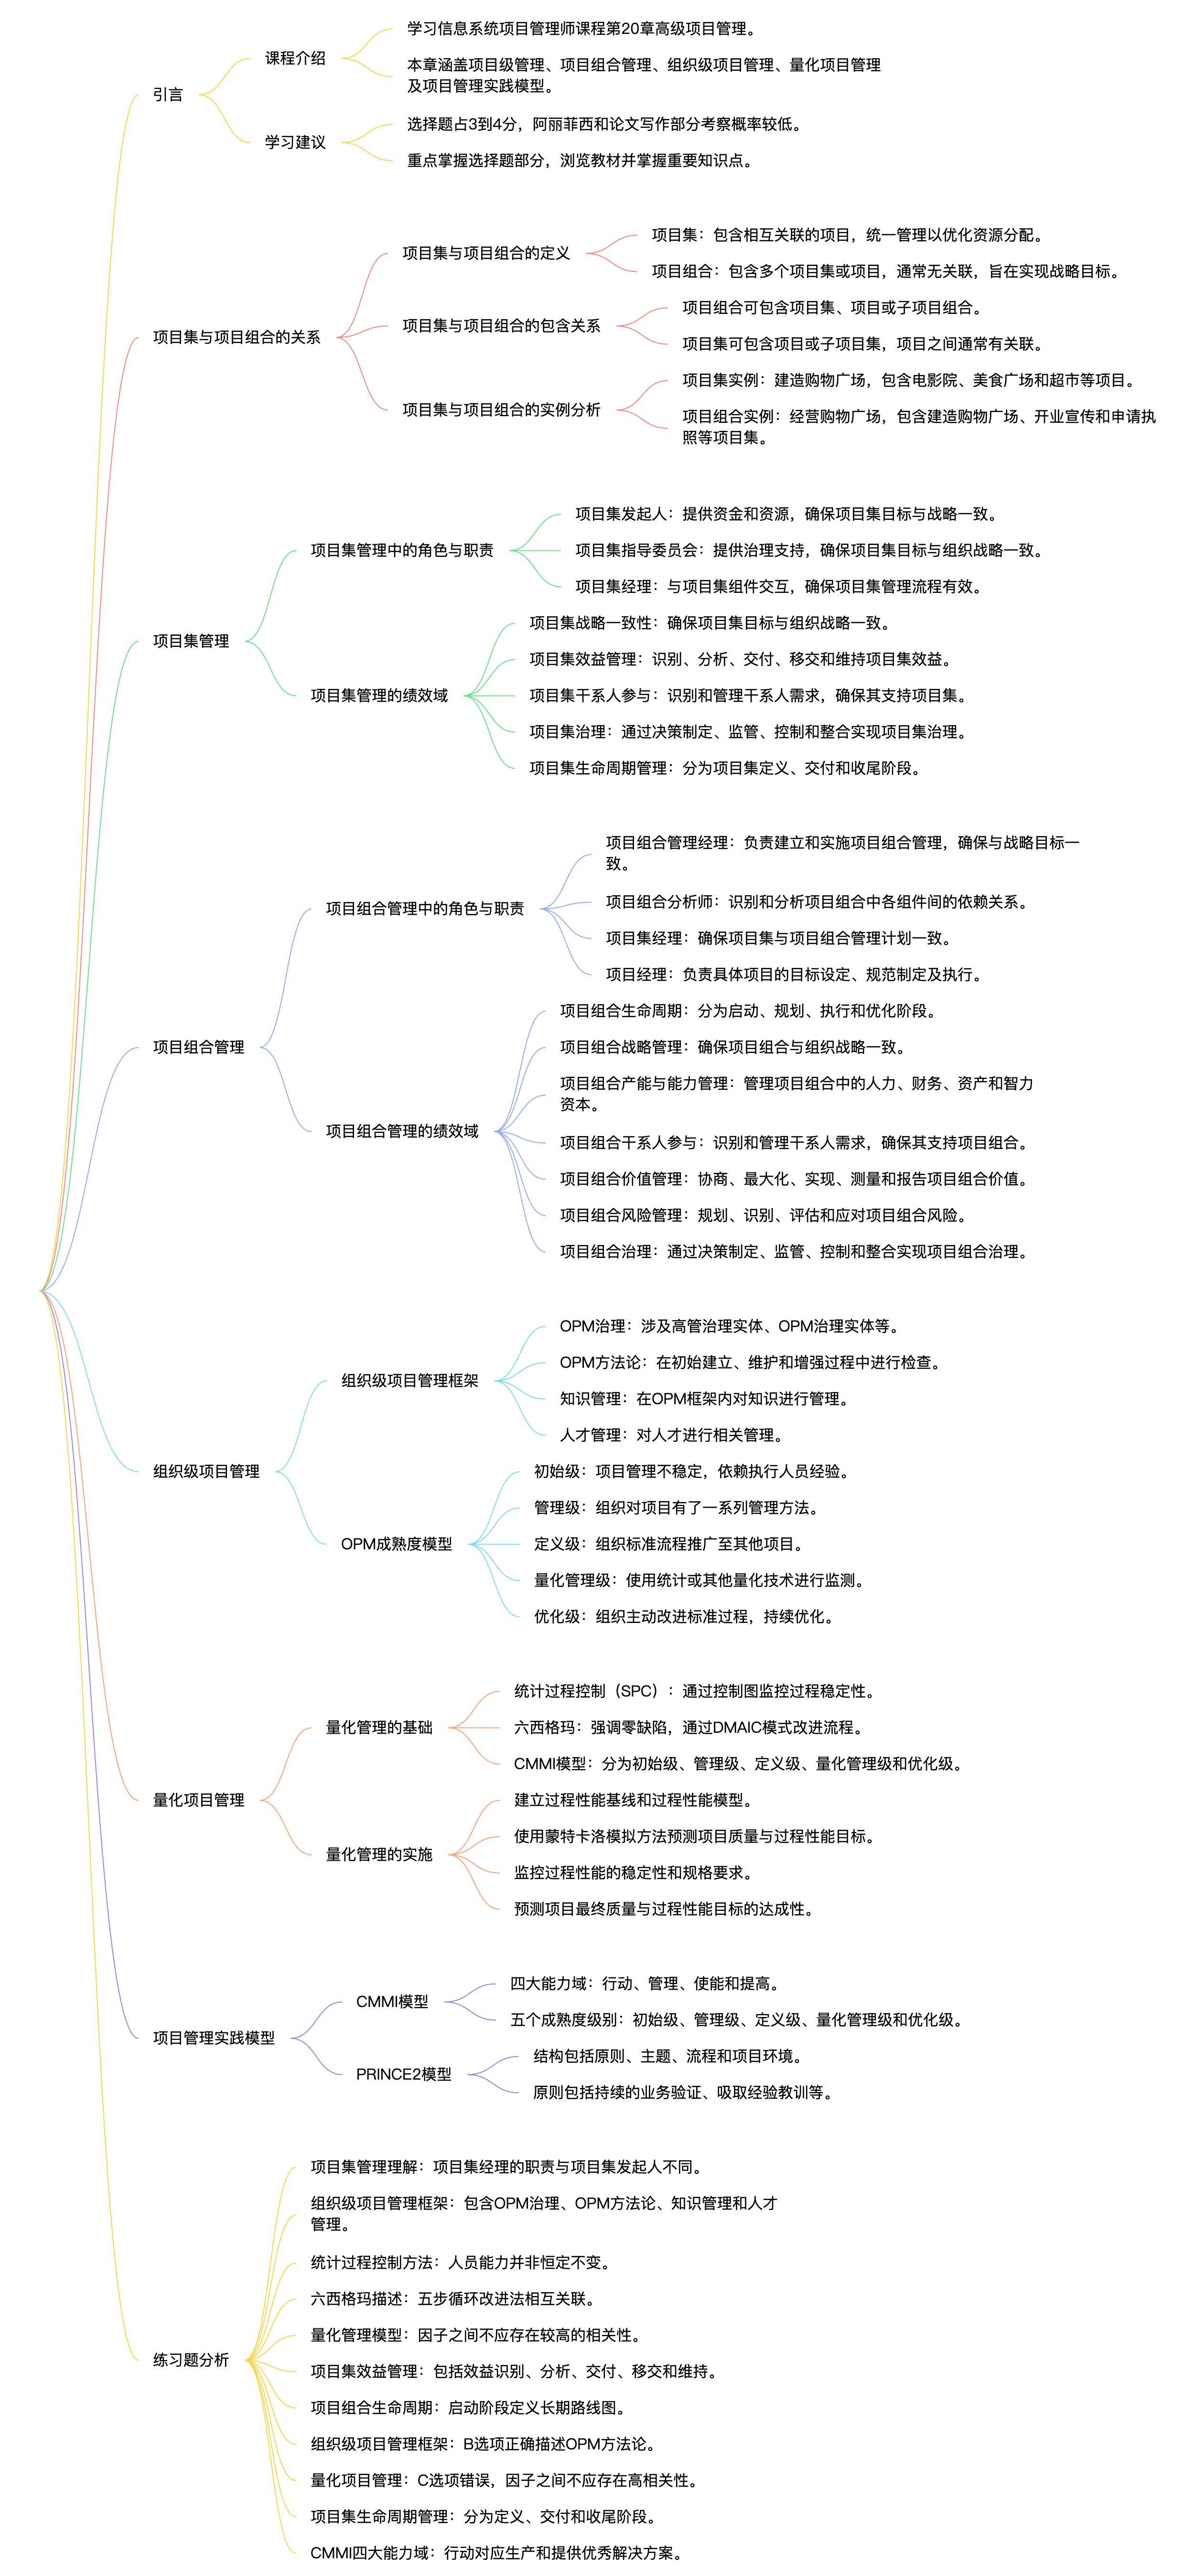 引言
课程介绍
学习信息系统项目管理师课程第20章高级项目管理。
本章涵盖项目级管理、项目组合管理、组织级项目管理、量化项目管理
及项目管理实践模型。
学习建议
选择题占3到4分，阿丽菲西和论文写作部分考察概率较低。
重点掌握选择题部分，浏览教材并掌握重要知识点。
项目集与项目组合的关系
项目集与项目组合的定义
项目集：包含相互关联的项目，统一管理以优化资源分配。
项目组合：包含多个项目集或项目，通常无关联，旨在实现战略目标。
项目集与项目组合的包含关系
项目组合可包含项目集、项目或子项目组合。
项目集可包含项目或子项目集，项目之间通常有关联。
项目集与项目组合的实例分析
项目集实例：建造购物广场，包含电影院、美食广场和超市等项目。
项目组合实例：经营购物广场，包含建造购物广场、开业宣传和申请执
照等项目集。
项目集管理
项目集管理中的角色与职责
项目集发起人：提供资金和资源，确保项目集目标与战略一致。
项目集指导委员会：提供治理支持，确保项目集目标与组织战略一致。
项目集经理：与项目集组件交互，确保项目集管理流程有效。
项目集管理的绩效域
项目集战略一致性：确保项目集目标与组织战略一致。
项目集效益管理：识别、分析、交付、移交和维持项目集效益。
项目集干系人参与：识别和管理干系人需求，确保其支持项目集。
项目集治理：通过决策制定、监管、控制和整合实现项目集治理。
项目集生命周期管理：分为项目集定义、交付和收尾阶段。
项目组合管理
项目组合管理中的角色与职责
项目组合管理经理：负责建立和实施项目组合管理，确保与战略目标一
致。
项目组合分析师：识别和分析项目组合中各组件间的依赖关系。
项目集经理：确保项目集与项目组合管理计划一致。
项目经理：负责具体项目的目标设定、规范制定及执行。
项目组合管理的绩效域
项目组合生命周期：分为启动、规划、执行和优化阶段。
项目组合战略管理：确保项目组合与组织战略一致。
项目组合产能与能力管理：管理项目组合中的人力、财务、资产和智力
资本。
项目组合干系人参与：识别和管理干系人需求，确保其支持项目组合。
项目组合价值管理：协商、最大化、实现、测量和报告项目组合价值。
项目组合风险管理：规划、识别、评估和应对项目组合风险。
项目组合治理：通过决策制定、监管、控制和整合实现项目组合治理。
组织级项目管理
组织级项目管理框架
OPM治理：涉及高管治理实体、OPM治理实体等。
OPM方法论：在初始建立、维护和增强过程中进行检查。
知识管理：在OPM框架内对知识进行管理。
人才管理：对人才进行相关管理。
OPM成熟度模型
初始级：项目管理不稳定，依赖执行人员经验。
管理级：组织对项目有了一系列管理方法。
定义级：组织标准流程推广至其他项目。
量化管理级：使用统计或其他量化技术进行监测。
优化级：组织主动改进标准过程，持续优化。
量化项目管理
量化管理的基础
统计过程控制（SPC）：通过控制图监控过程稳定性。
六西格玛：强调零缺陷，通过DMAIC模式改进流程。
CMMI模型：分为初始级、管理级、定义级、量化管理级和优化级。
量化管理的实施
建立过程性能基线和过程性能模型。
使用蒙特卡洛模拟方法预测项目质量与过程性能目标。
监控过程性能的稳定性和规格要求。
预测项目最终质量与过程性能目标的达成性。
项目管理实践模型
CMMI模型
四大能力域：行动、管理、使能和提高。
五个成熟度级别：初始级、管理级、定义级、量化管理级和优化级。
PRINCE2模型
结构包括原则、主题、流程和项目环境。
原则包括持续的业务验证、吸取经验教训等。
练习题分析
项目集管理理解：项目集经理的职责与项目集发起人不同。
组织级项目管理框架：包含OPM治理、OPM方法论、知识管理和人才
管理。
统计过程控制方法：人员能力并非恒定不变。
六西格玛描述：五步循环改进法相互关联。
量化管理模型：因子之间不应存在较高的相关性。
项目集效益管理：包括效益识别、分析、交付、移交和维持。
项目组合生命周期：启动阶段定义长期路线图。
组织级项目管理框架：B选项正确描述OPM方法论。
量化项目管理：C选项错误，因子之间不应存在高相关性。
项目集生命周期管理：分为定义、交付和收尾阶段。
CMMI四大能力域：行动对应生产和提供优秀解决方案。